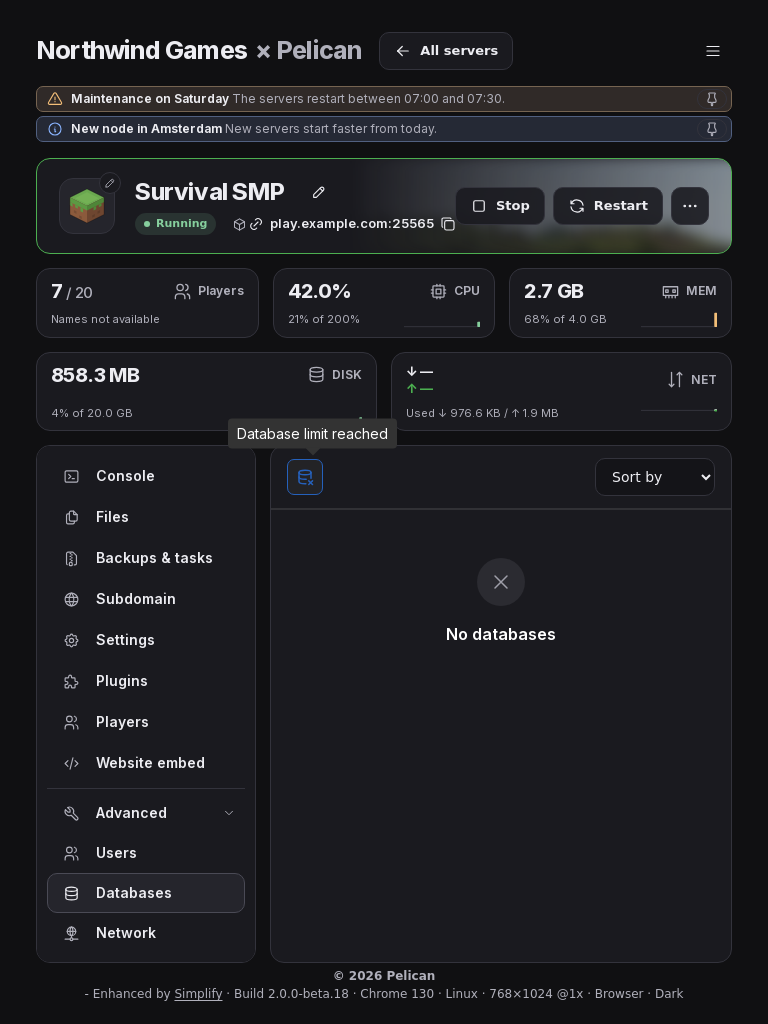 Northwind Games × Pelican
All servers
Maintenance on Saturday The servers restart between 07:00 and 07:30.
New node in Amsterdam New servers start faster from today.
Survival SMP
Running
play.example.com:25565
Stop
Restart
7 / 20
Players
Names not available
42.0%
CPU
21% of 200%
2.7 GB
MEM
68% of 4.0 GB
858.3 MB
DISK
4% of 20.0 GB
↓ —
↑ —
NET
Used ↓ 976.6 KB / ↑ 1.9 MB
Database limit reached
Sort by
No databases
Console
Files
Backups & tasks
Subdomain
Settings
Plugins
Players
Website embed
Advanced
Users
Databases
Network
© 2026 Pelican
- Enhanced by Simplify · Build 2.0.0-beta.18 · Chrome 130 · Linux · 768×1024 @1x · Browser · Dark